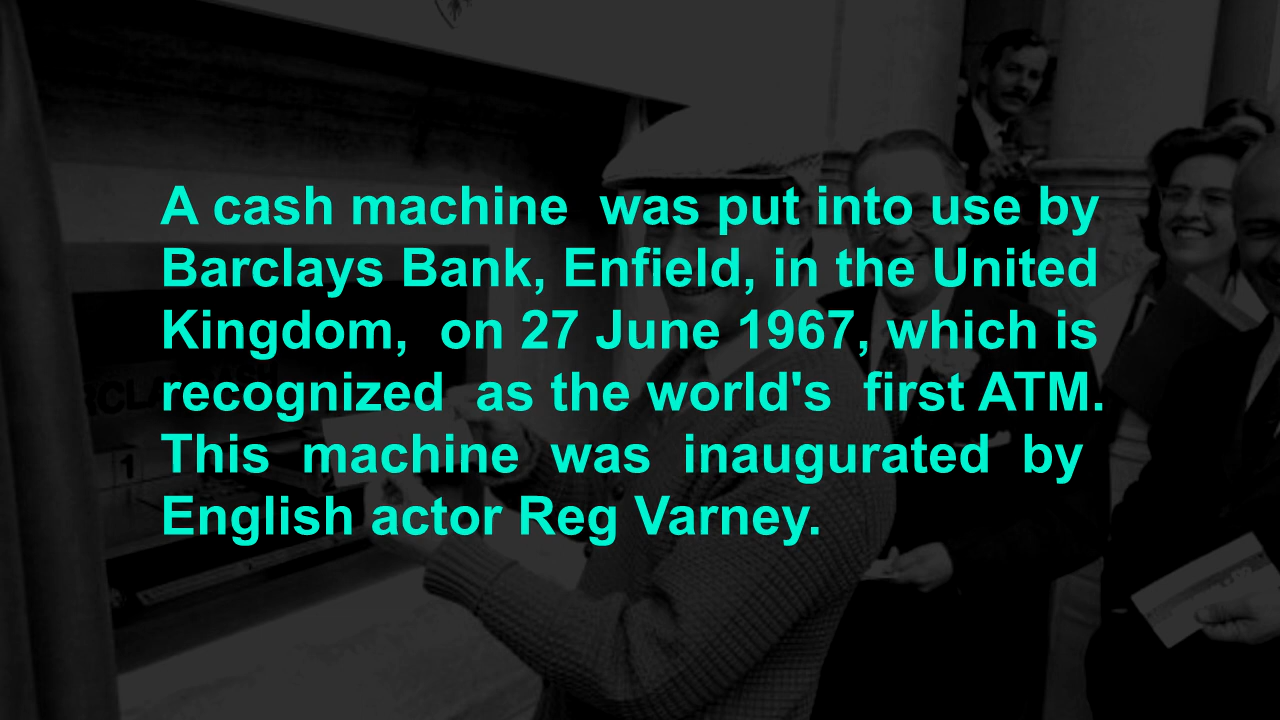 A cash machine  was put into use by
Barclays Bank, Enfield, in the United
Kingdom,  on 27 June 1967, which is
recognized  as the world's  first ATM.
This  machine  was  inaugurated  by
English actor Reg Varney.
1